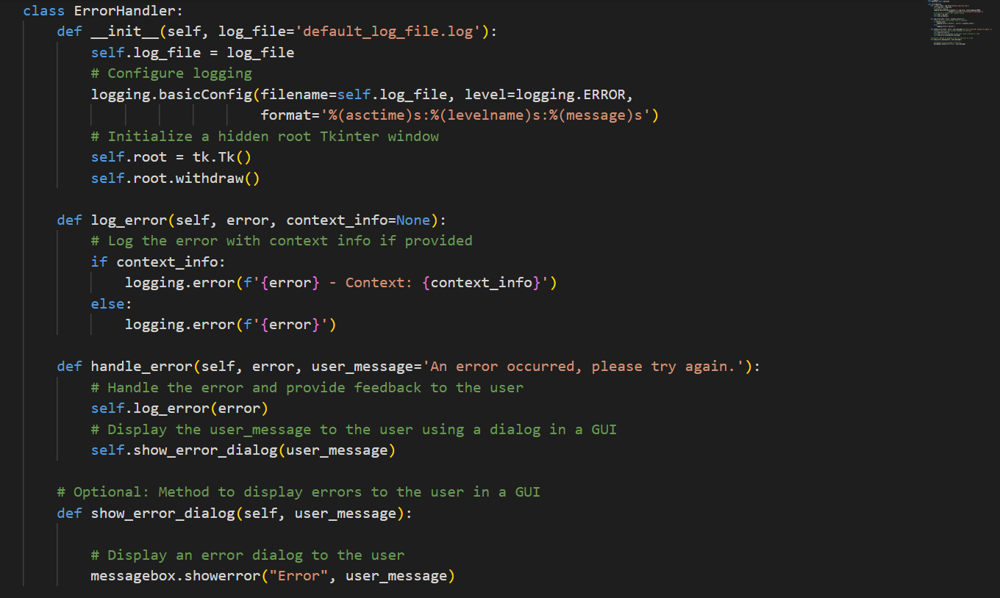 class ErrorHandler:
    def __init__(self, log_file='default_log_file.log'):
        self.log_file = log_file
        # Configure logging
        logging.basicConfig(filename=self.log_file, level=logging.ERROR,
                            format='%(asctime)s:%(levelname)s:%(message)s')
        # Initialize a hidden root Tkinter window
        self.root = tk.Tk()
        self.root.withdraw()

    def log_error(self, error, context_info=None):
        # Log the error with context info if provided
        if context_info:
            logging.error(f'{error} - Context: {context_info}')
        else:
            logging.error(f'{error}')

    def handle_error(self, error, user_message='An error occurred, please try again.'):
        # Handle the error and provide feedback to the user
        self.log_error(error)
        # Display the user_message to the user using a dialog in a GUI
        self.show_error_dialog(user_message)

    # Optional: Method to display errors to the user in a GUI
    def show_error_dialog(self, user_message):

        # Display an error dialog to the user
        messagebox.showerror("Error", user_message)